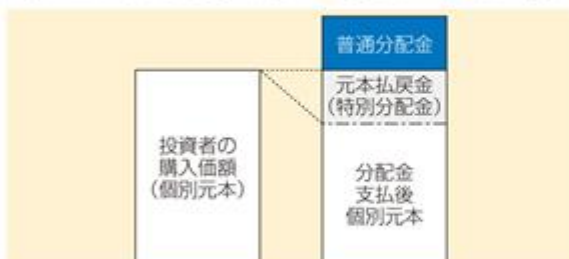 普通分配金
元本払戻金
(特別分配金)
投資者の
購入価額
(個別元本)
分配金
支払後
個別元本